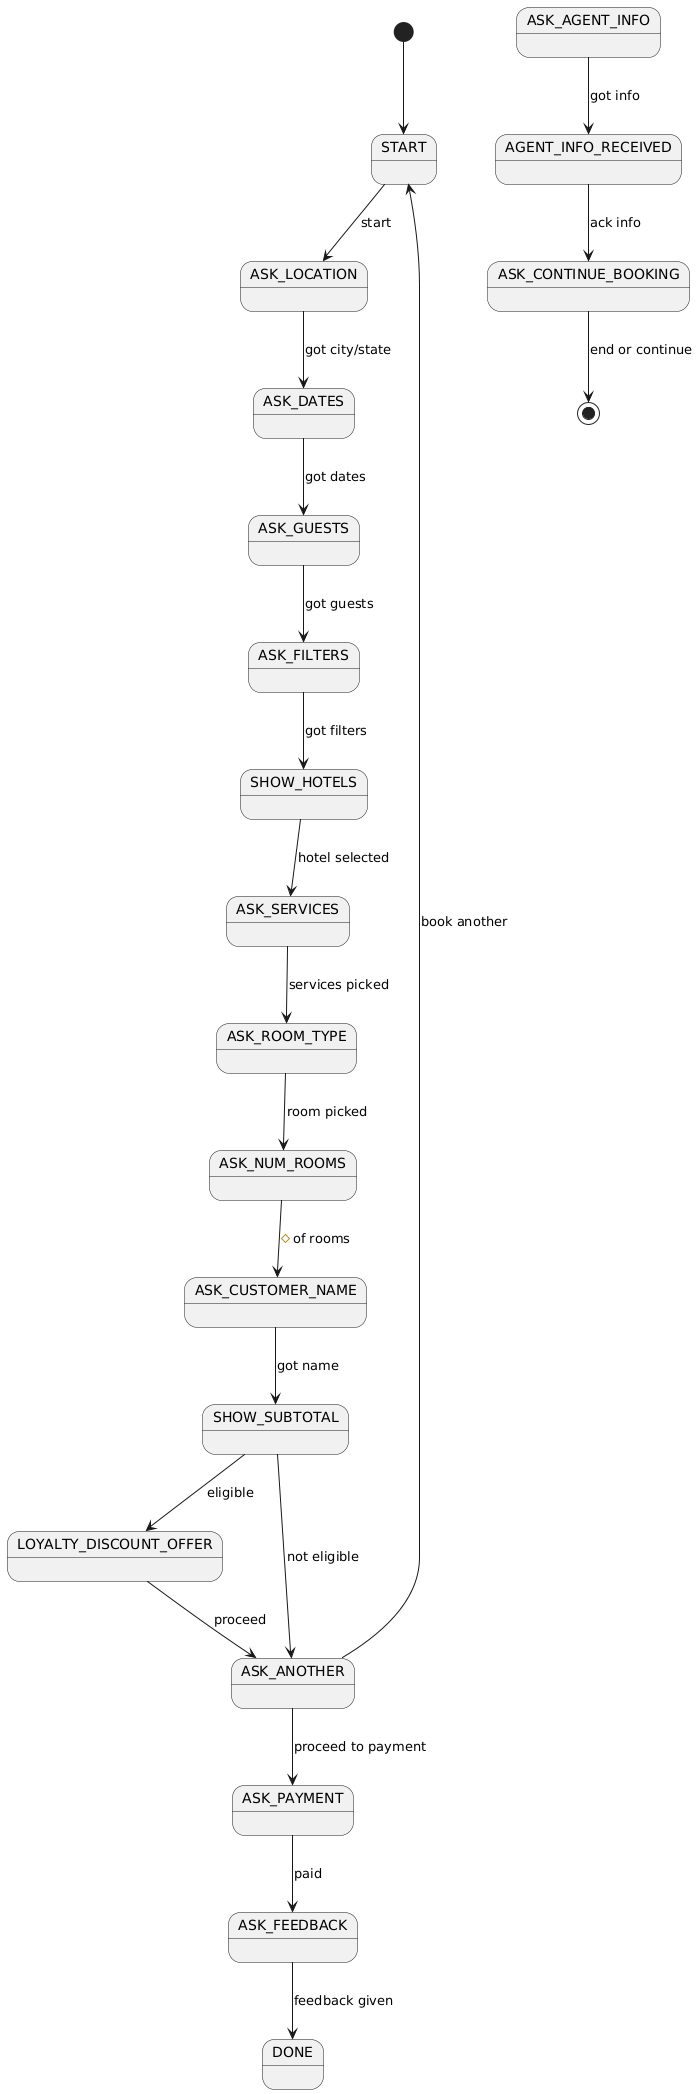 START
start
ASK_LOCATION
got city/state
ASK_DATES
got dates
ASK_GUESTS
got guests
ASK_FILTERS
got filters
SHOW_HOTELS
hotel selected
ASK_SERVICES
services picked
ASK_ROOM_TYPE
room picked
ASK_NUM_ROOMS
of rooms
ASK_CUSTOMER_NAME
got name
SHOW_SUBTOTAL
eligible
not eligible
LOYALTY_DISCOUNT_OFFER
proceed
ASK_ANOTHER
book another
proceed to payment
ASK_PAYMENT
paid
ASK_FEEDBACK
feedback given
DONE
ASK_AGENT_INFO
got info
AGENT_INFO_RECEIVED
ack info
ASK_CONTINUE_BOOKING
end or continue